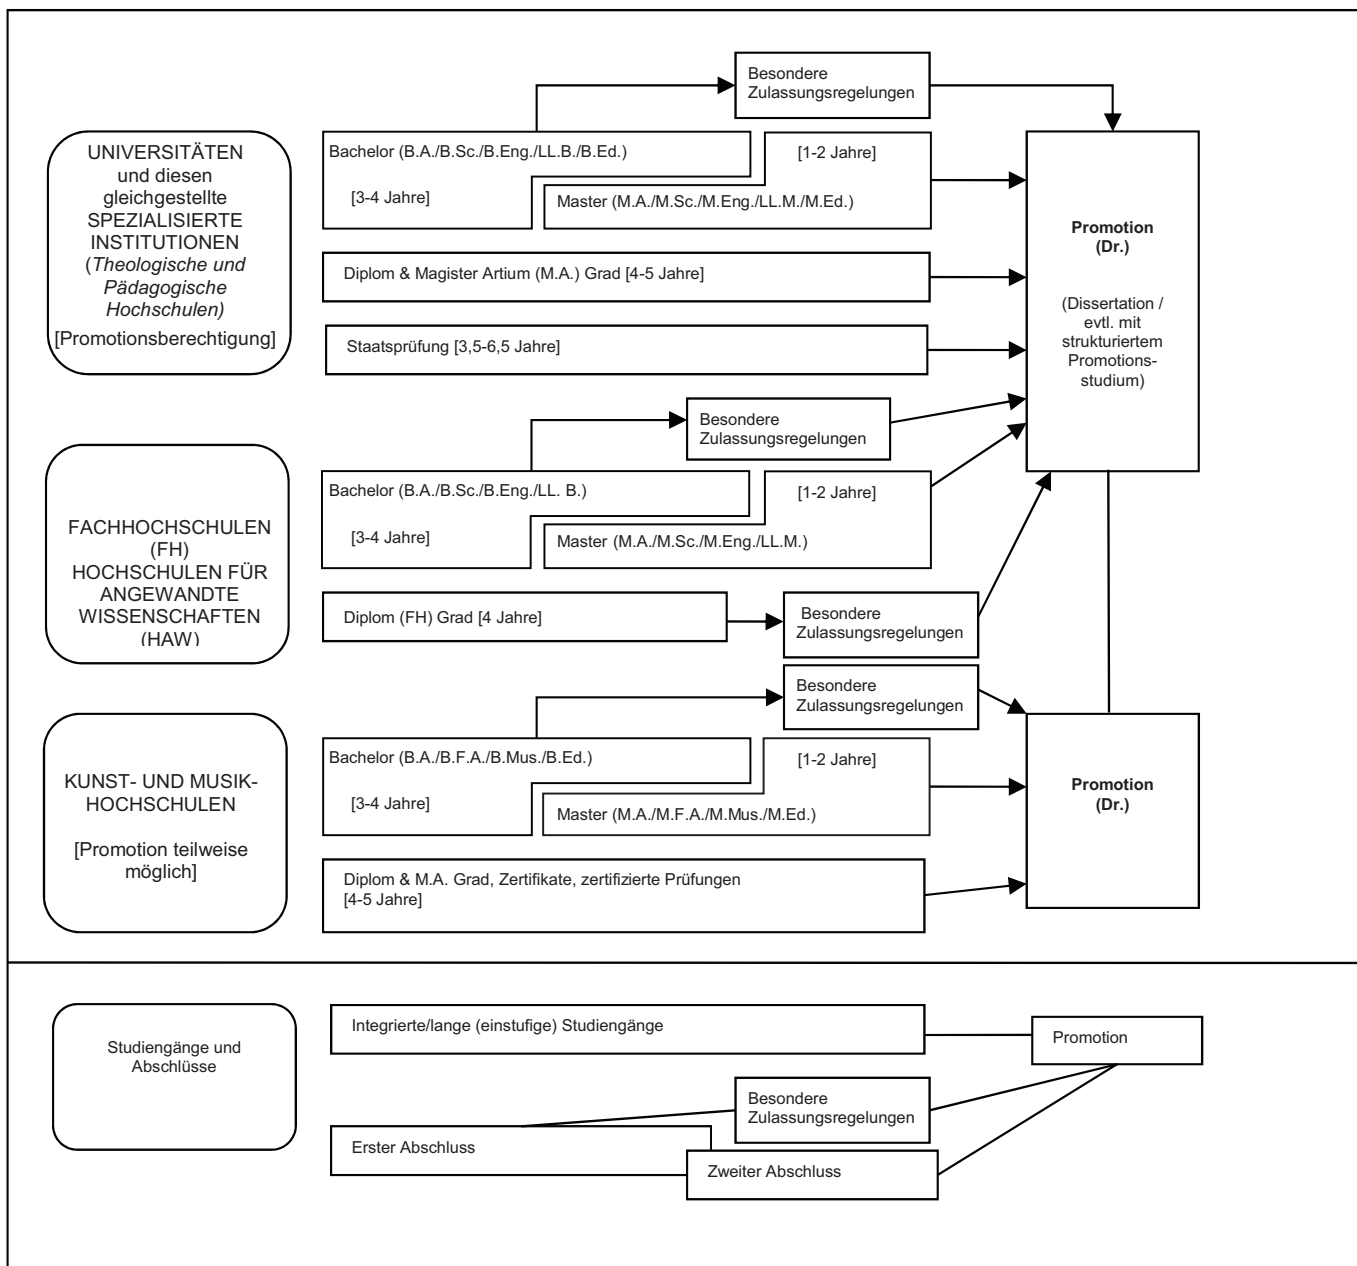 Besondere
Zulassungsregelungen
UNIVERSITÄTEN
und diesen
gleichgestellte
SPEZIALISIERTE
INSTITUTIONEN
(Theologische und
Pädagogische
Hochschulen)
[Promotionsberechtigung]
Bachelor (B.A./B.Sc./B.Eng./LL.B./B.Ed.)
[3-4 Jahre]
[1-2 Jahre]
Master (M.A./M.Sc./M.Eng./LL.M./M.Ed.)
Diplom & Magister Artium (M.A.) Grad [4-5 Jahre]
Staatsprüfung [3,5-6,5 Jahre]
Promotion
(Dr.)
(Dissertation /
evtl. mit
strukturiertem
Promotions-
studium)
Besondere
Zulassungsregelungen
FACHHOCHSCHULEN
(FH)
HOCHSCHULEN FÜR
ANGEWANDTE
WISSENSCHAFTEN
(HAW)
Bachelor (B.A./B.Sc./B.Eng./LL. B.)
[3-4 Jahre]
[1-2 Jahre]
Master (M.A./M.Sc./M.Eng./LL.M.)
Diplom (FH) Grad [4 Jahre]
Besondere
Zulassungsregelungen
Besondere
Zulassungsregelungen
KUNST- UND MUSIK-
HOCHSCHULEN
[Promotion teilweise
möglich]
Bachelor (B.A./B.F.A./B.Mus./B.Ed.)
[3-4 Jahre]
[1-2 Jahre]
Master (M.A./M.F.A./M.Mus./M.Ed.)
Diplom & M.A. Grad, Zertifikate, zertifizierte Prüfungen
[4-5 Jahre]
Promotion
(Dr.)
Studiengänge und
Abschlüsse
Integrierte/lange (einstufige) Studiengänge
Promotion
Besondere
Zulassungsregelungen
Erster Abschluss
Zweiter Abschluss